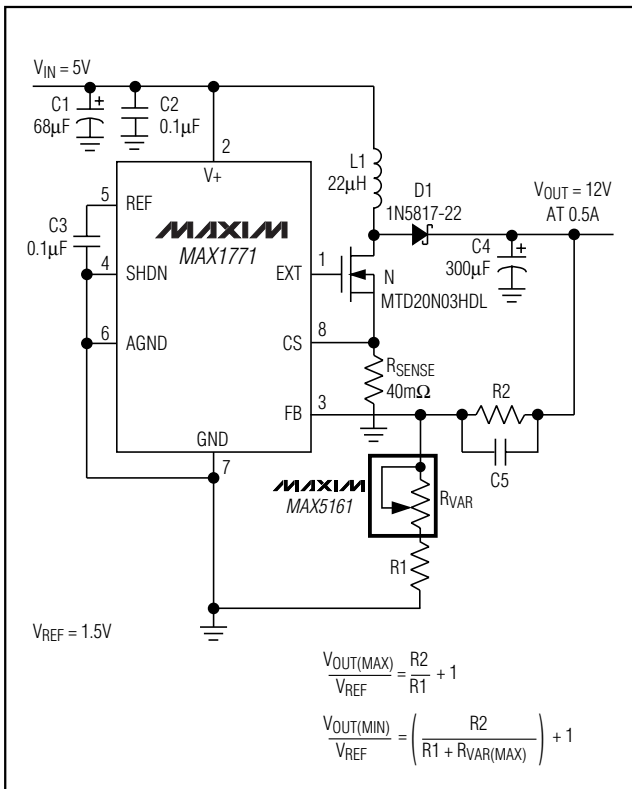 V_IN = 5V
C1
68µF
+
C2
0.1µF
2
V+
L1
22µH
D1
1N5817-22
V_OUT = 12V
AT 0.5A
5
REF
MAXIM
MAX1771
C3
0.1µF
4
SHDN
EXT
1
N
MTD20N03HDL
C4
+
300µF
6
AGND
CS
8
R_SENSE
40mΩ
R2
FB
3
C5
GND
7
MAXIM
MAX5161
R_VAR
R1
V_REF = 1.5V
V_OUT(MAX) / V_REF = R2 / R1 + 1
V_OUT(MIN) / V_REF = ( R2 / R1 + R_VAR(MAX) ) + 1